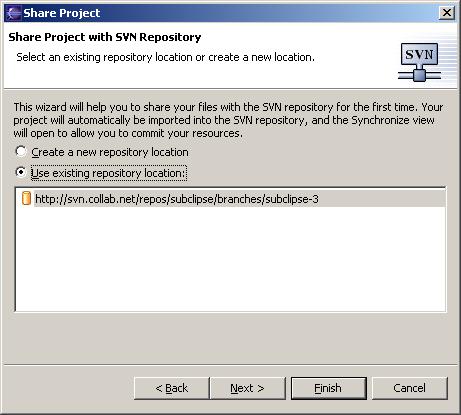 Share Project
Share Project with SVN Repository
Select an existing repository location or create a new location.
SVN
This wizard will help you to share your files with the SVN repository for the first time. Your
project will automatically be imported into the SVN repository, and the Synchronize view
will open to allow you to commit your resources.
Create a new repository location
Use existing repository location:
http://svn.collab.net/repos/subclipse/branches/subclipse-3
< Back
Next >
Finish
Cancel